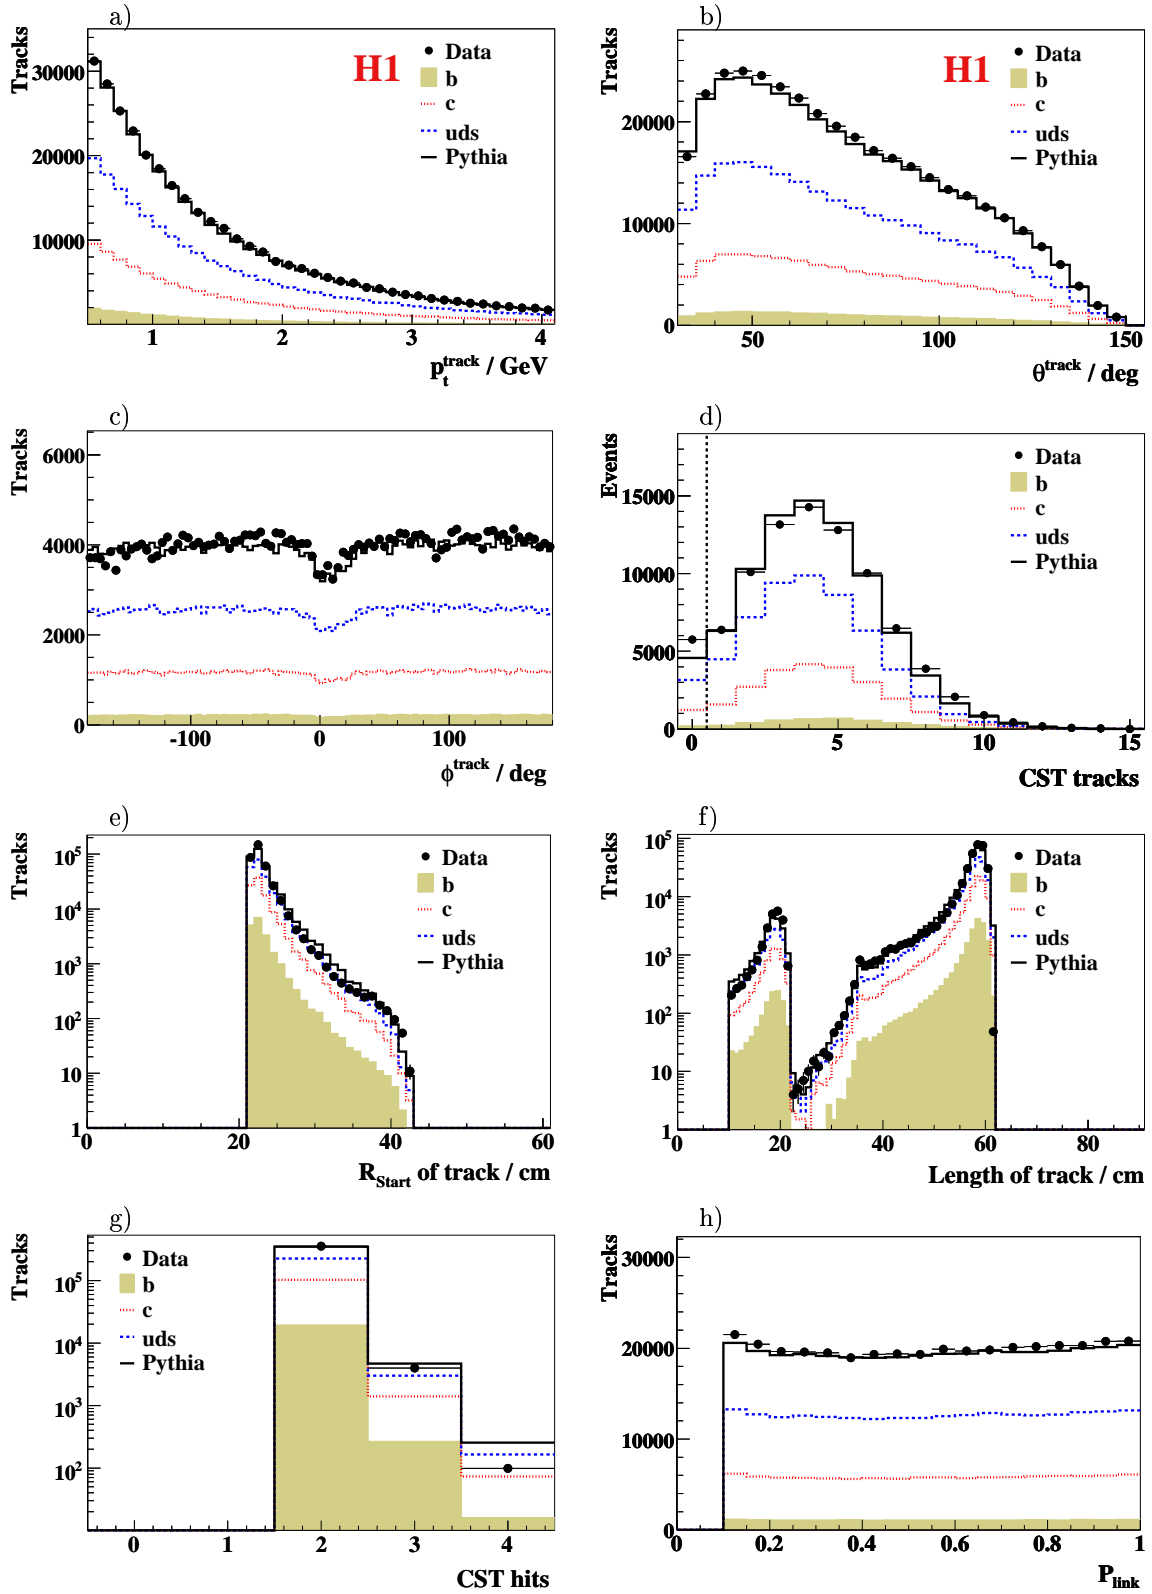 a)
Tracks
30000
20000
10000
1 2 3 4
p_t^track / GeV
H1
Data
b
c
uds
Pythia
b)
Tracks
20000
10000
0
50 100 150
θ^track / deg
H1
Data
b
c
uds
Pythia
c)
Tracks
6000
4000
2000
0
-100 0 100
ϕ^track / deg
d)
Events
15000
10000
5000
0
0 5 10 15
CST tracks
Data
b
c
uds
Pythia
e)
Tracks
10^5
10^4
10^3
10^2
10
1
0 20 40 60
R_Start of track / cm
Data
b
c
uds
Pythia
f)
Tracks
10^5
10^4
10^3
10^2
10
1
0 20 40 60 80
Length of track / cm
Data
b
c
uds
Pythia
g)
Tracks
10^5
10^4
10^3
10^2
0 1 2 3 4
CST hits
Data
b
c
uds
Pythia
h)
Tracks
30000
20000
10000
0
0 0.2 0.4 0.6 0.8 1
P_link